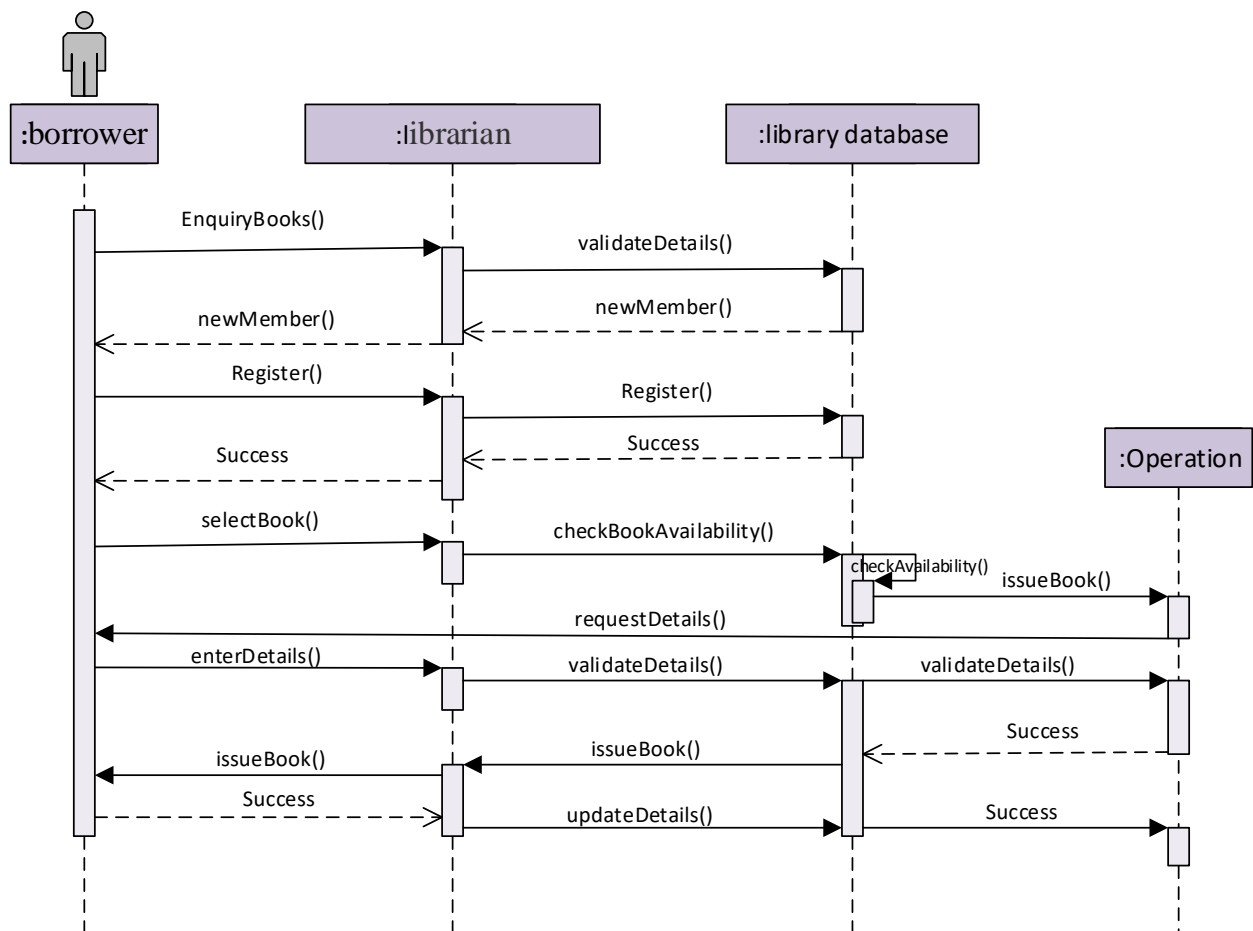 :borrower
:librarian
:library database
EnquiryBooks()
validateDetails()
newMember()
newMember()
Register()
Register()
Success
Success
:Operation
selectBook()
checkBookAvailability()
checkAvailability()
issueBook()
requestDetails()
enterDetails()
validateDetails()
validateDetails()
Success
issueBook()
issueBook()
Success
updateDetails()
Success